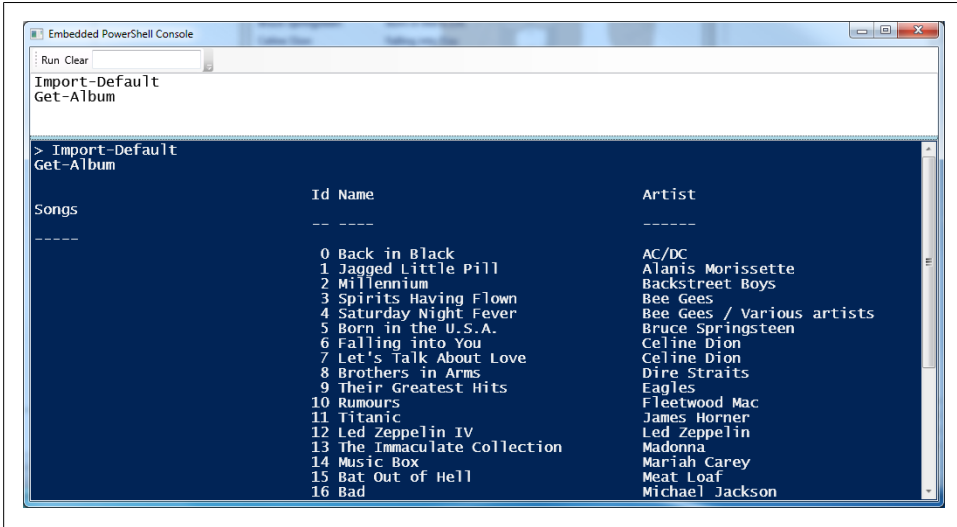 Embedded PowerShell Console
Run Clear
Import-Default
Get-Album
> Import-Default
Get-Album
Id Name Artist
Songs
-- ---- ------
-----
0 Back in Black AC/DC
1 Jagged Little Pill Alanis Morissette
2 Millennium Backstreet Boys
3 Spirits Having Flown Bee Gees
4 Saturday Night Fever Bee Gees / Various artists
5 Born in the U.S.A. Bruce Springsteen
6 Falling into You Celine Dion
7 Let's Talk About Love Celine Dion
8 Brothers in Arms Dire Straits
9 Their Greatest Hits Eagles
10 Rumours Fleetwood Mac
11 Titanic James Horner
12 Led Zeppelin IV Led Zeppelin
13 The Immaculate Collection Madonna
14 Music Box Mariah Carey
15 Bat Out of Hell Meat Loaf
16 Bad Michael Jackson